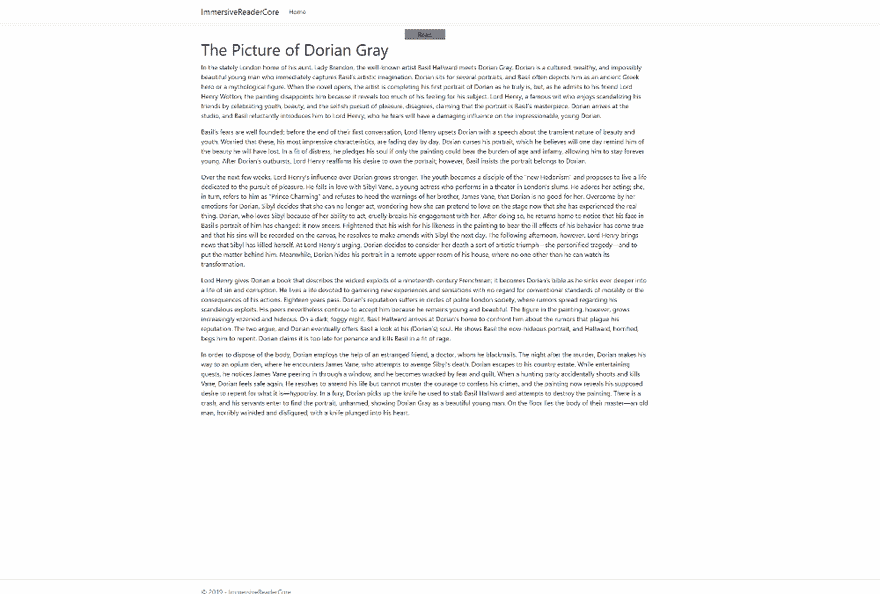 ImmersiveReaderCore Home
Read
The Picture of Dorian Gray
In the stately London home of his aunt, Lady Brandon, the well-known artist Basil Hallward meets Dorian Gray. Dorian is a cultured, wealthy, and impossibly
beautiful young man who immediately captures Basil's artistic imagination. Dorian sits for several portraits, and Basil often depicts him as an ancient Greek
hero or a mythological figure. When the novel opens, the artist is completing his first portrait of Dorian as he truly is, but, as he admits to his friend Lord
Henry Wotton, the painting disappoints him because it reveals too much of his feeling for his subject. Lord Henry, a famous wit who enjoys scandalizing his
friends by celebrating youth, beauty, and the selfish pursuit of pleasure, disagrees, claiming that the portrait is Basil's masterpiece. Dorian arrives at the
studio, and Basil reluctantly introduces him to Lord Henry, who he fears will have a damaging influence on the impressionable, young Dorian.
Basil's fears are well founded; before the end of their first conversation, Lord Henry upsets Dorian with a speech about the transient nature of beauty and
youth. Worried that these, his most impressive characteristics, are fading day by day, Dorian curses his portrait, which he believes will one day remind him of
the beauty he will have lost. In a fit of distress, he pledges his soul if only the painting could bear the burden of age and infamy, allowing him to stay forever
young. After Dorian's outbursts, Lord Henry reaffirms his desire to own the portrait; however, Basil insists the portrait belongs to Dorian.
Over the next few weeks, Lord Henry's influence over Dorian grows stronger. The youth becomes a disciple of the "new Hedonism" and proposes to live a life
dedicated to the pursuit of pleasure. He falls in love with Sibyl Vane, a young actress who performs in a theater in London's slums. He adores her acting; she,
in turn, refers to him as "Prince Charming" and refuses to heed the warnings of her brother, James Vane, that Dorian is no good for her. Overcome by her
emotions for Dorian, Sibyl decides that she can no longer act, wondering how she can pretend to love on the stage now that she has experienced the real
thing. Dorian, who loves Sibyl because of her ability to act, cruelly breaks his engagement with her. After doing so, he returns home to notice that his face in
Basil's portrait of him has changed: it now sneers. Frightened that his wish for his likeness in the painting to bear the ill effects of his behavior has come true
and that his sins will be recorded on the canvas, he resolves to make amends with Sibyl the next day. The following afternoon, however, Lord Henry brings
news that Sibyl has killed herself. At Lord Henry's urging, Dorian decides to consider her death a sort of artistic triumph—she personified tragedy—and to
put the matter behind him. Meanwhile, Dorian hides his portrait in a remote upper room of his house, where no one other than he can watch its
transformation.
Lord Henry gives Dorian a book that describes the wicked exploits of a nineteenth-century Frenchman; it becomes Dorian's bible as he sinks ever deeper into
a life of sin and corruption. He lives a life devoted to garnering new experiences and sensations with no regard for conventional standards of morality or the
consequences of his actions. Eighteen years pass. Dorian's reputation suffers in circles of polite London society, where rumors spread regarding his
scandalous exploits. His peers nevertheless continue to accept him because he remains young and beautiful. The figure in the painting, however, grows
increasingly wizened and hideous. On a dark, foggy night, Basil Hallward arrives at Dorian's home to confront him about the rumors that plague his
reputation. The two argue, and Dorian eventually offers Basil a look at his (Dorian's) soul. He shows Basil the now-hideous portrait, and Hallward, horrified,
begs him to repent. Dorian claims it is too late for penance and kills Basil in a fit of rage.
In order to dispose of the body, Dorian employs the help of an estranged friend, a doctor, whom he blackmails. The night after the murder, Dorian makes his
way to an opium den, where he encounters James Vane, who attempts to avenge Sibyl's death. Dorian escapes to his country estate. While entertaining
guests, he notices James Vane peering in through a window, and he becomes wracked by fear and guilt. When a hunting party accidentally shoots and kills
Vane, Dorian feels safe again. He resolves to amend his life but cannot muster the courage to confess his crimes, and the painting now reveals his supposed
desire to repent for what it is—hypocrisy. In a fury, Dorian picks up the knife he used to stab Basil Hallward and attempts to destroy the painting. There is a
crash, and his servants enter to find the portrait, unharmed, showing Dorian Gray as a beautiful young man. On the floor lies the body of their master—an old
man, horribly wrinkled and disfigured, with a knife plunged into his heart.
© 2019 - ImmersiveReaderCore